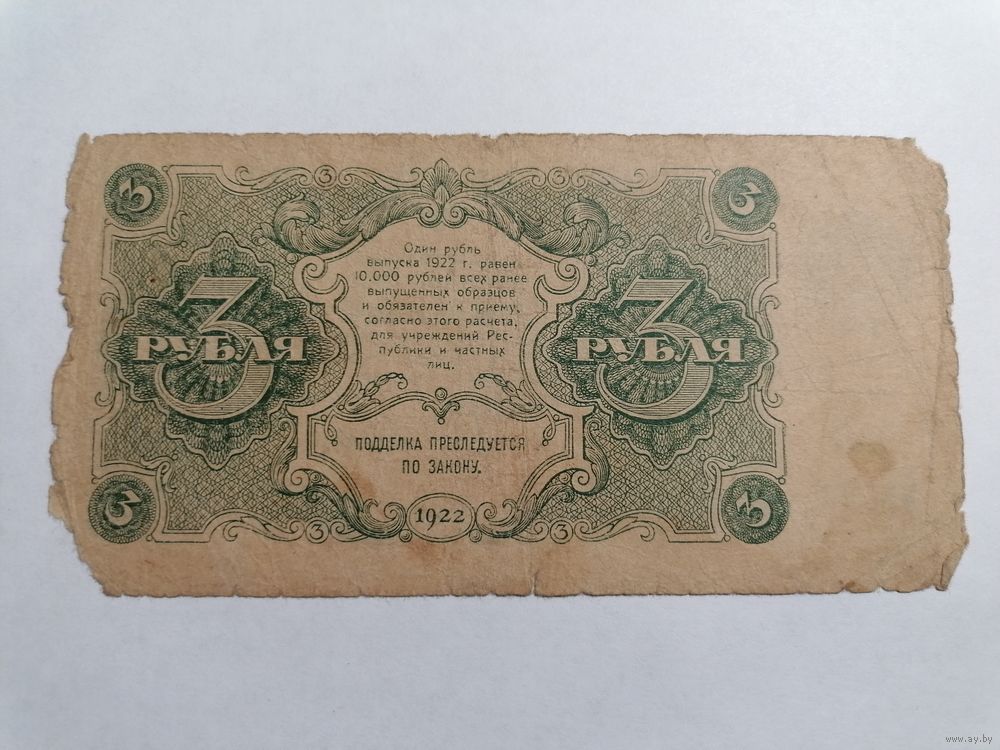 3 3 3 3
3 РУБЛЯ
Один рубль
выпуска 1922 г. равен
10.000 рублей всех ранее
выпущенных образцов
и обязателен к приему,
согласно этого расчета,
для учреждений Рес-
публики и частных
лиц.
3 РУБЛЯ
ПОДДЕЛКА ПРЕСЛЕДУЕТСЯ
ПО ЗАКОНУ.
3 3 1922 3 3
www.ay.by